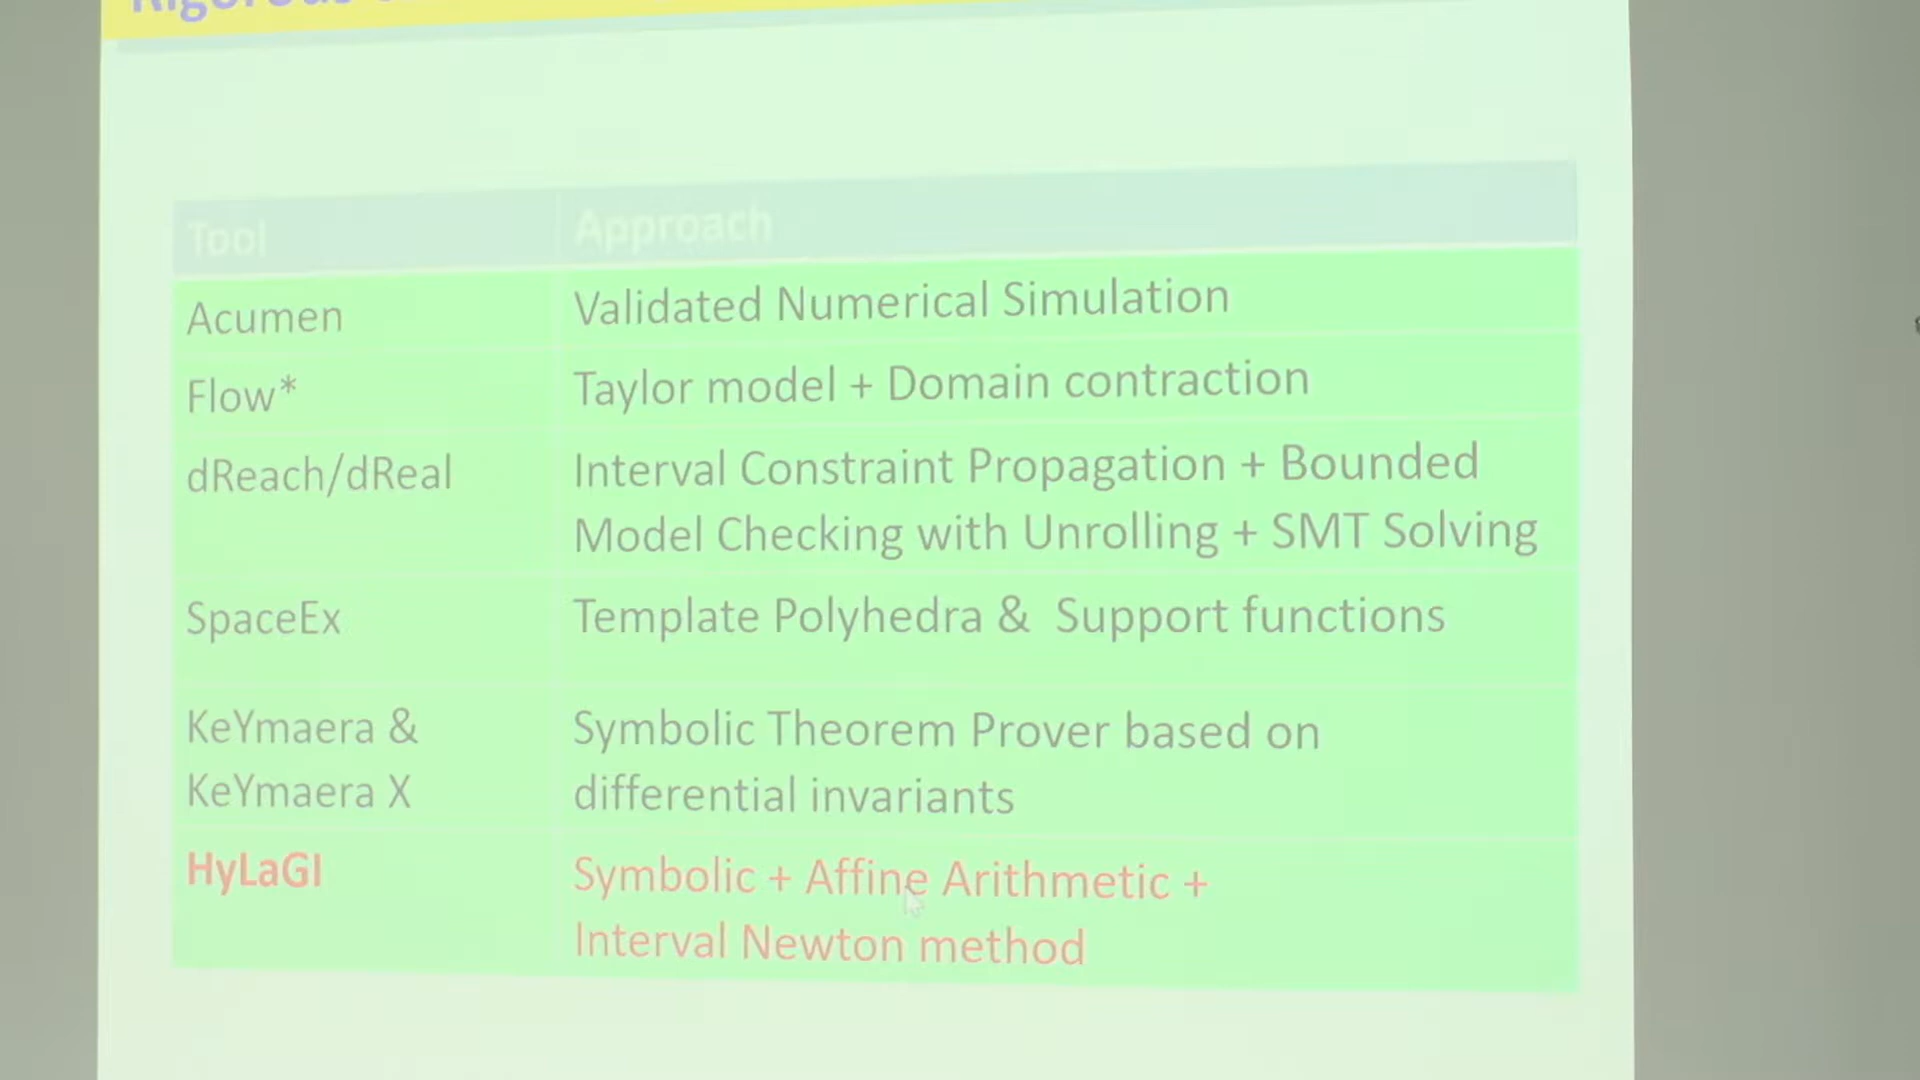 Rigorous
Tool Approach
Acumen Validated Numerical Simulation
Flow* Taylor model + Domain contraction
dReach/dReal Interval Constraint Propagation + Bounded
Model Checking with Unrolling + SMT Solving
SpaceEx Template Polyhedra & Support functions
KeYmaera & Symbolic Theorem Prover based on
KeYmaera X differential invariants
HyLaGI Symbolic + Affine Arithmetic +
Interval Newton method